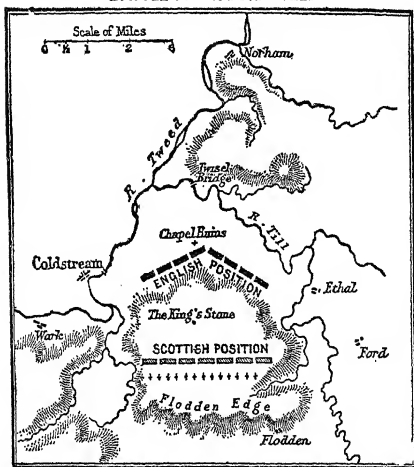 Scale of Miles
0 ½ 1 2 3
Norham
R. Tweed
Twisel
Bridge
R. Till
Chapel Ruins
Coldstream
ENGLISH POSITION
Ethal
The King's Stane
Wark
Ford
SCOTTISH POSITION
Flodden Edge
Flodden